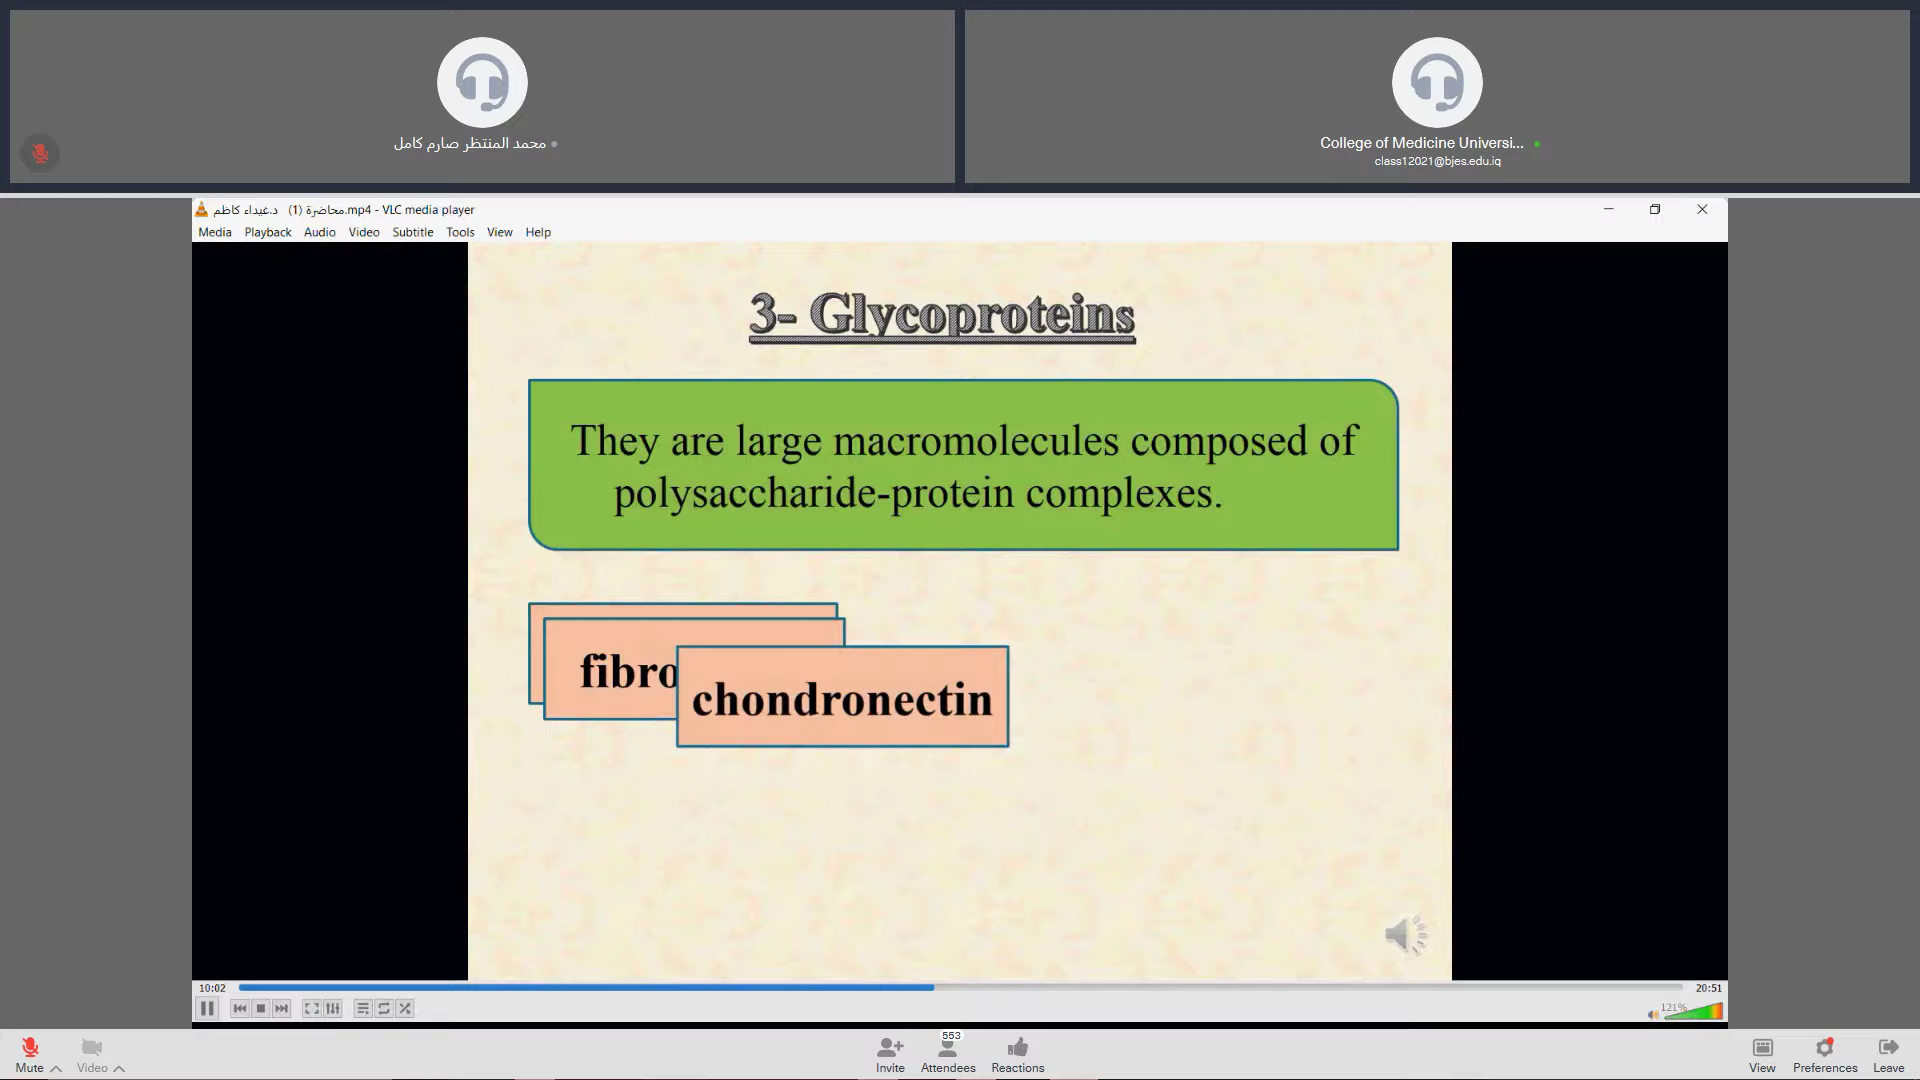 محمد المنتظر صارم كامل
College of Medicine Universi...
class12021@bjes.edu.iq
محاضرة (1) د.غيداء كاظم.mp4 - VLC media player
Media Playback Audio Video Subtitle Tools View Help
3- Glycoproteins
They are large macromolecules composed of
polysaccharide-protein complexes.
fibro
chondronectin
10:02
20:51
121%
553
Mute
Video
Invite
Attendees
Reactions
View
Preferences
Leave